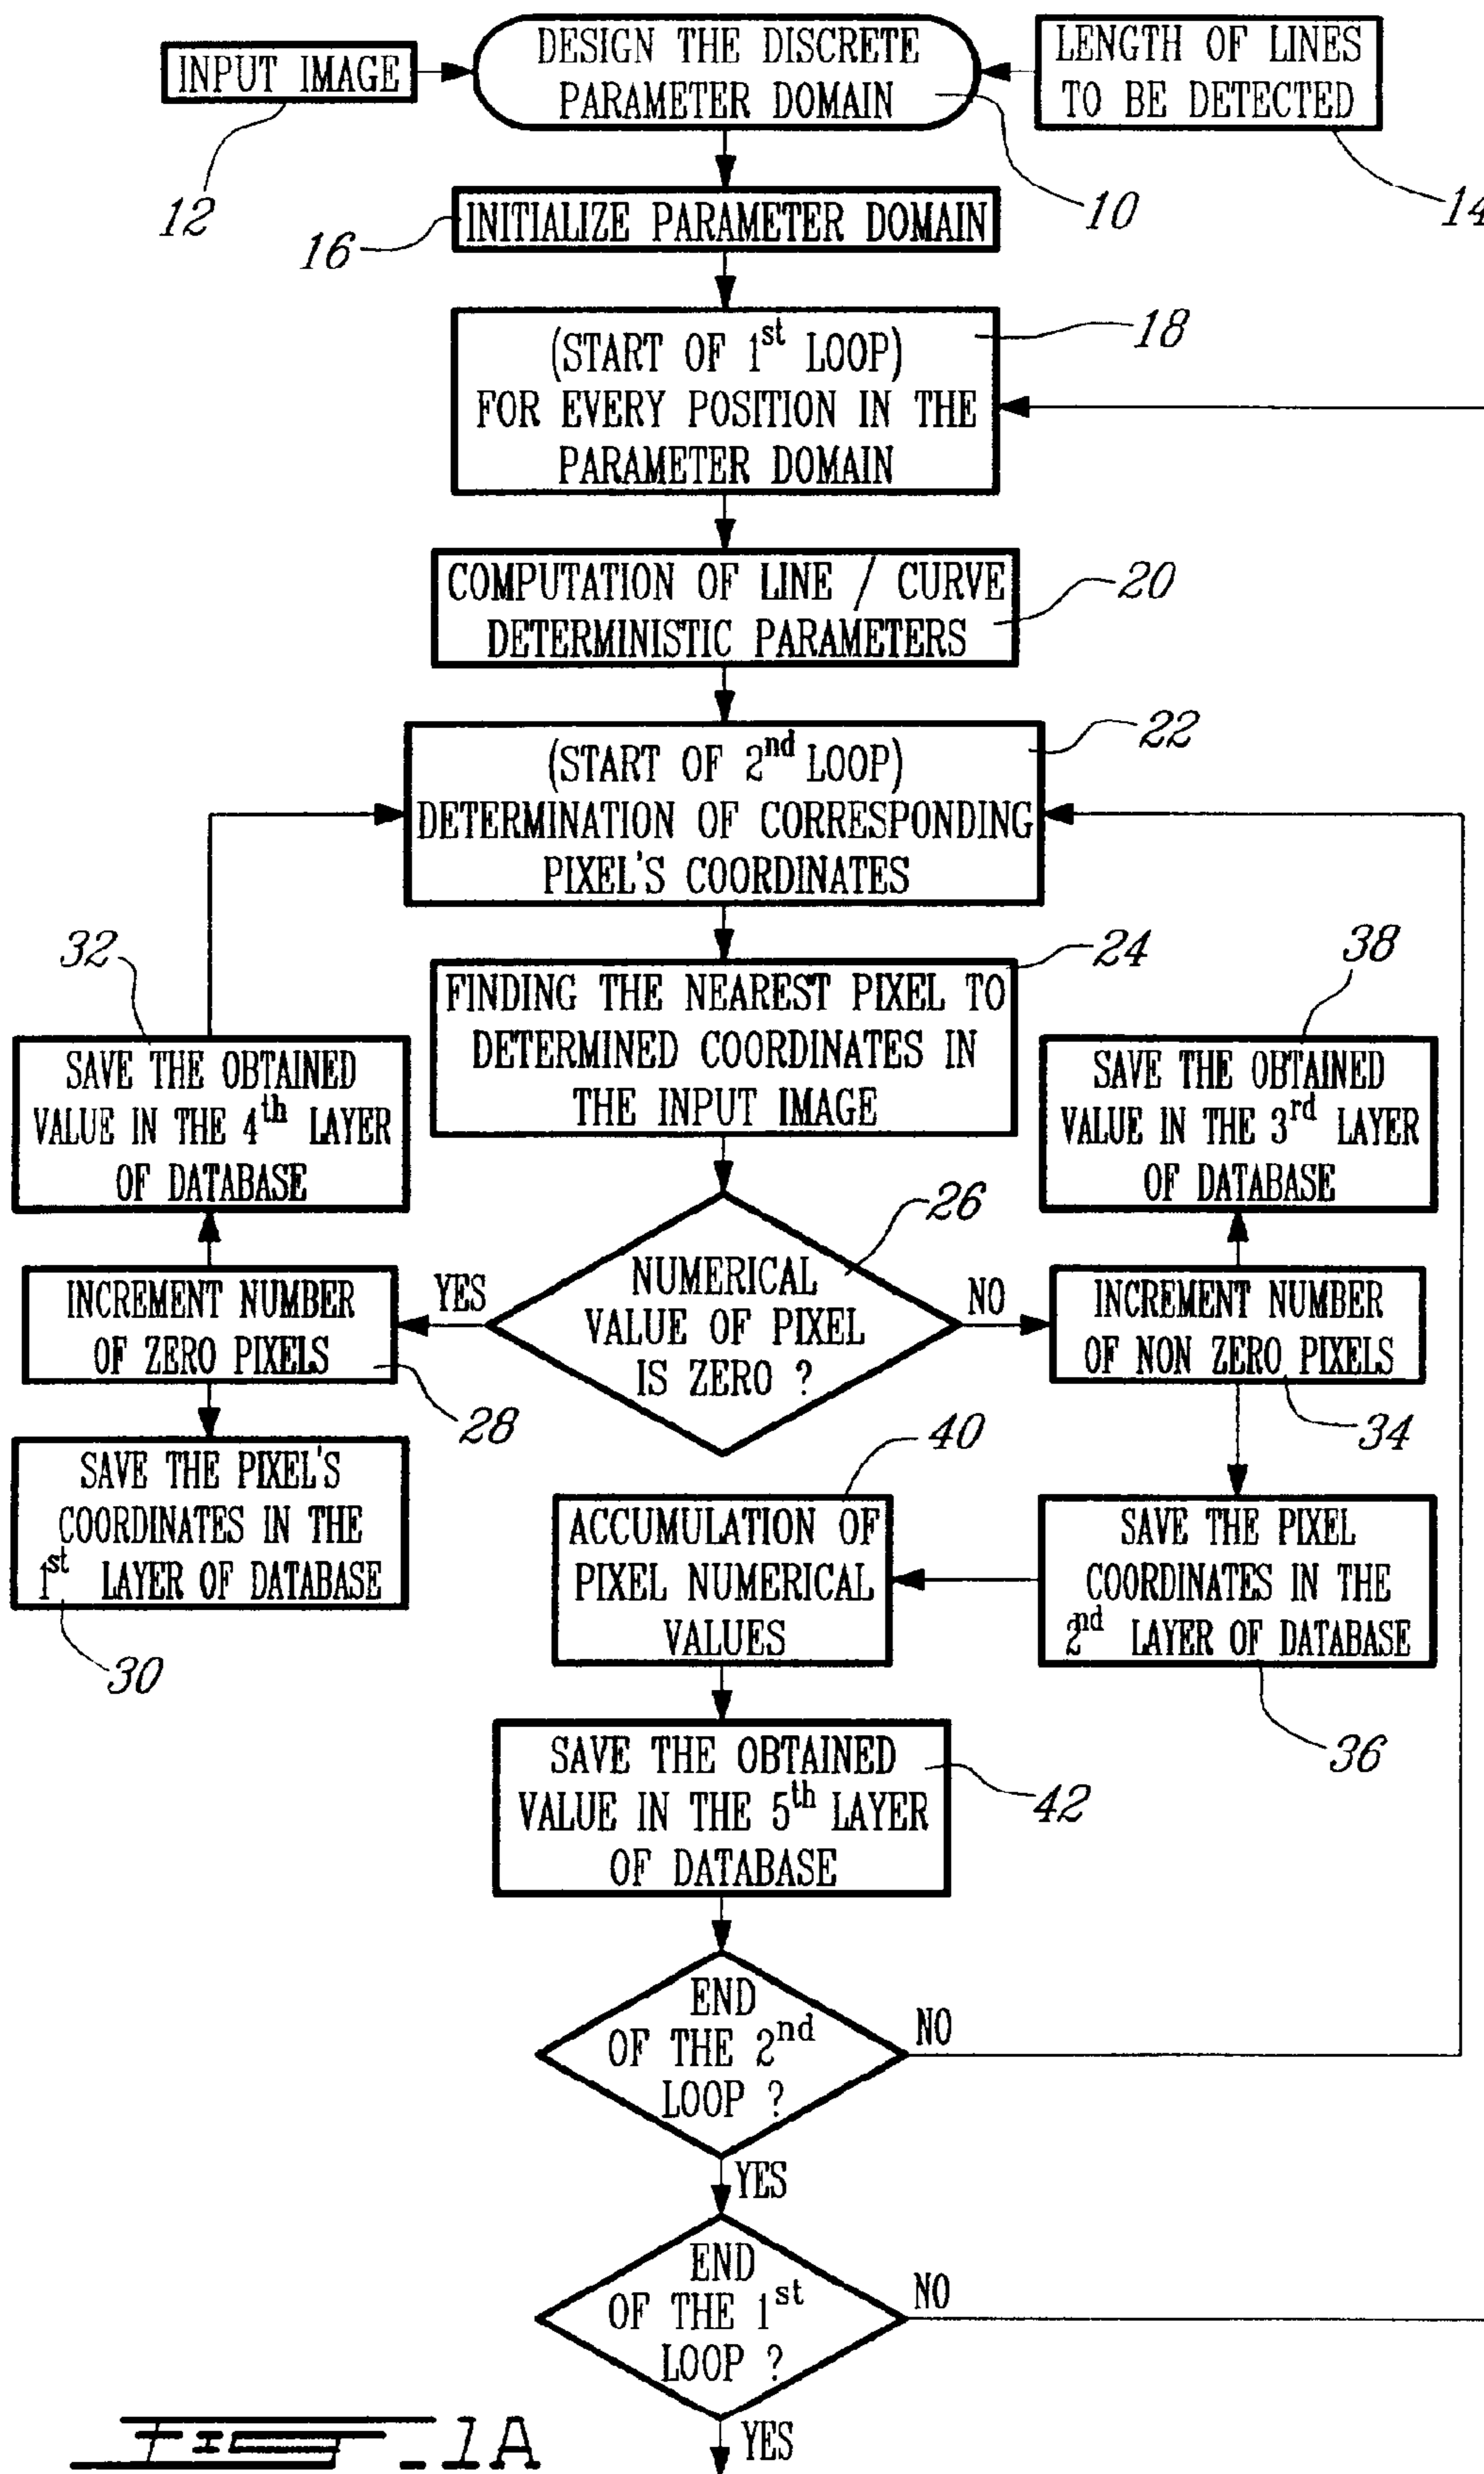 INPUT IMAGE
DESIGN THE DISCRETE
PARAMETER DOMAIN
LENGTH OF LINES
TO BE DETECTED
12
10
14
16
INITIALIZE PARAMETER DOMAIN
18
(START OF 1st LOOP)
FOR EVERY POSITION IN THE
PARAMETER DOMAIN
COMPUTATION OF LINE / CURVE
DETERMINISTIC PARAMETERS
20
22
(START OF 2nd LOOP)
DETERMINATION OF CORRESPONDING
PIXEL'S COORDINATES
24
FINDING THE NEAREST PIXEL TO
DETERMINED COORDINATES IN
THE INPUT IMAGE
32
SAVE THE OBTAINED
VALUE IN THE 4th LAYER
OF DATABASE
38
SAVE THE OBTAINED
VALUE IN THE 3rd LAYER
OF DATABASE
26
NUMERICAL
VALUE OF PIXEL
IS ZERO ?
YES
NO
INCREMENT NUMBER
OF ZERO PIXELS
28
INCREMENT NUMBER
OF NON ZERO PIXELS
34
SAVE THE PIXEL'S
COORDINATES IN THE
1st LAYER OF DATABASE
30
40
ACCUMULATION OF
PIXEL NUMERICAL
VALUES
SAVE THE PIXEL
COORDINATES IN THE
2nd LAYER OF DATABASE
36
SAVE THE OBTAINED
VALUE IN THE 5th LAYER
OF DATABASE
42
END
OF THE 2nd
LOOP ?
NO
YES
END
OF THE 1st
LOOP ?
NO
YES
FIG_1A